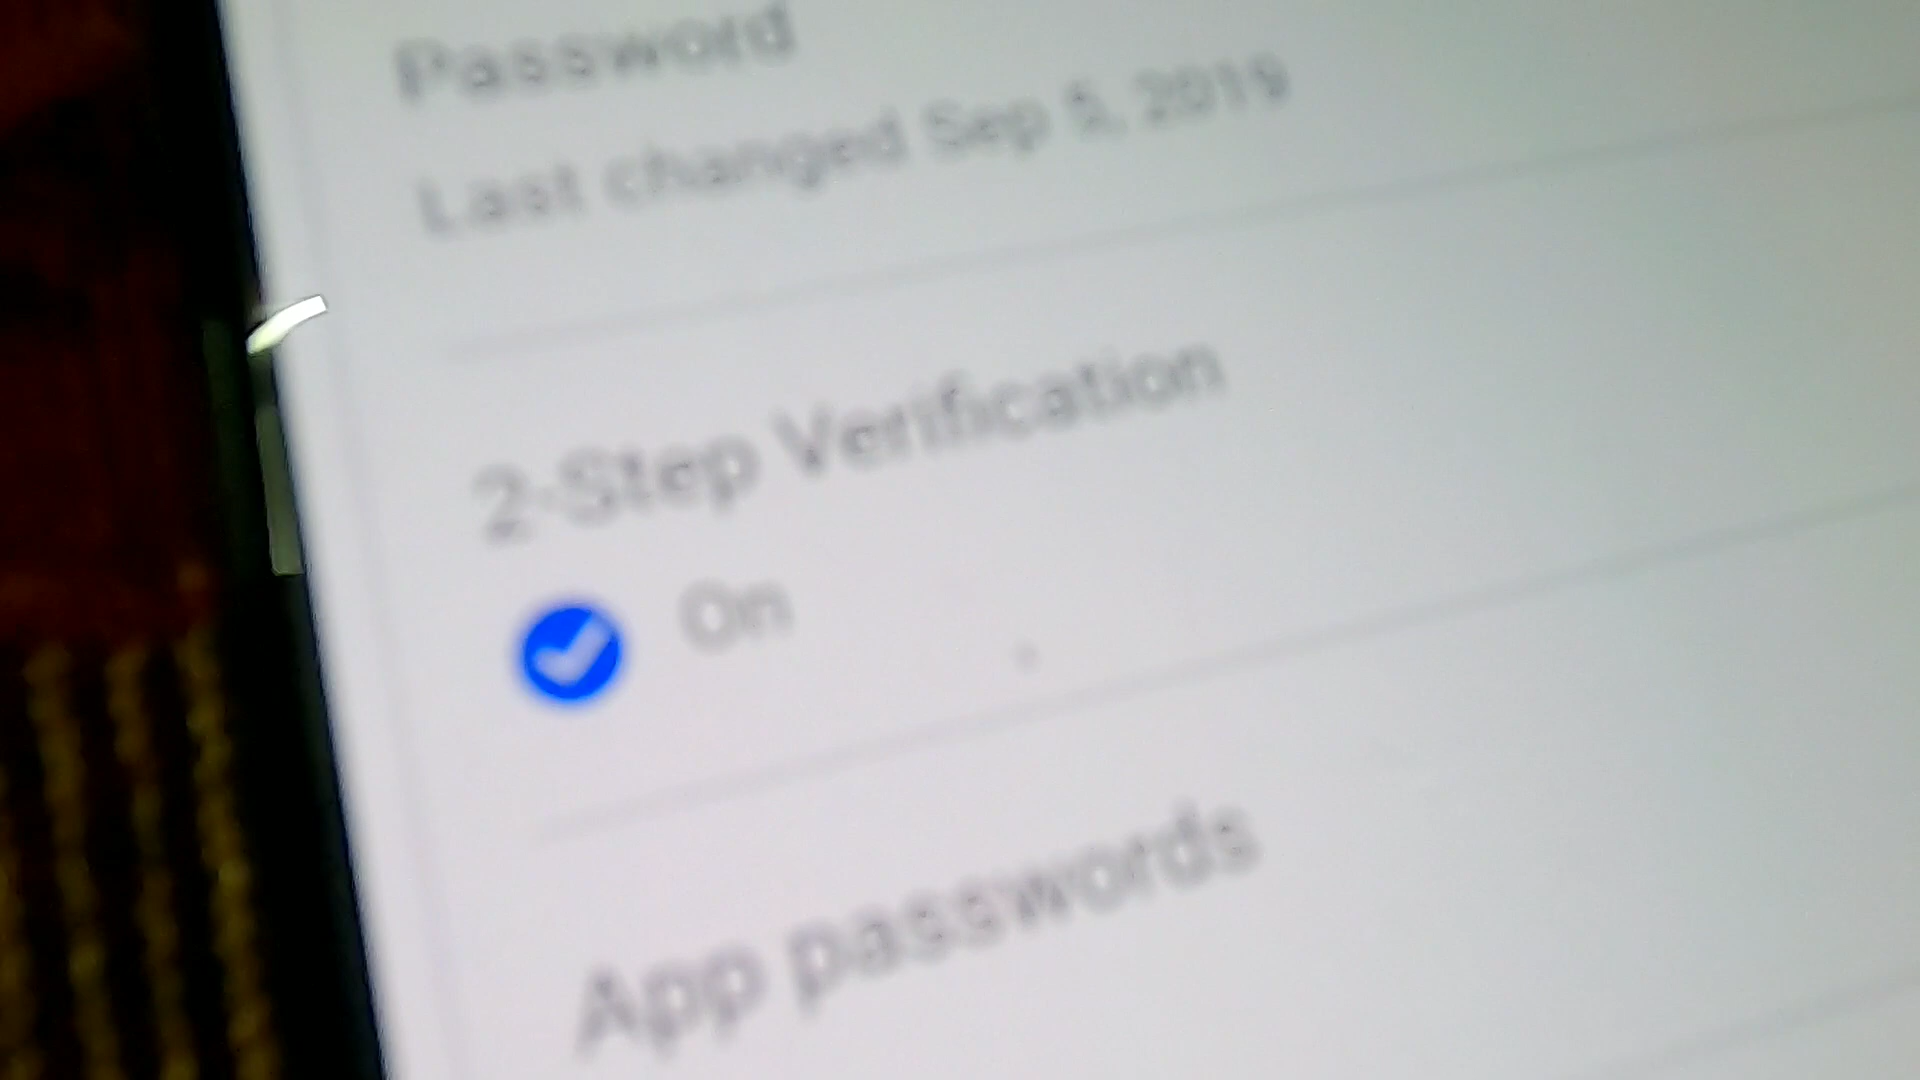 Password
Last changed Sep 5, 2019
2-Step Verification
On
App passwords